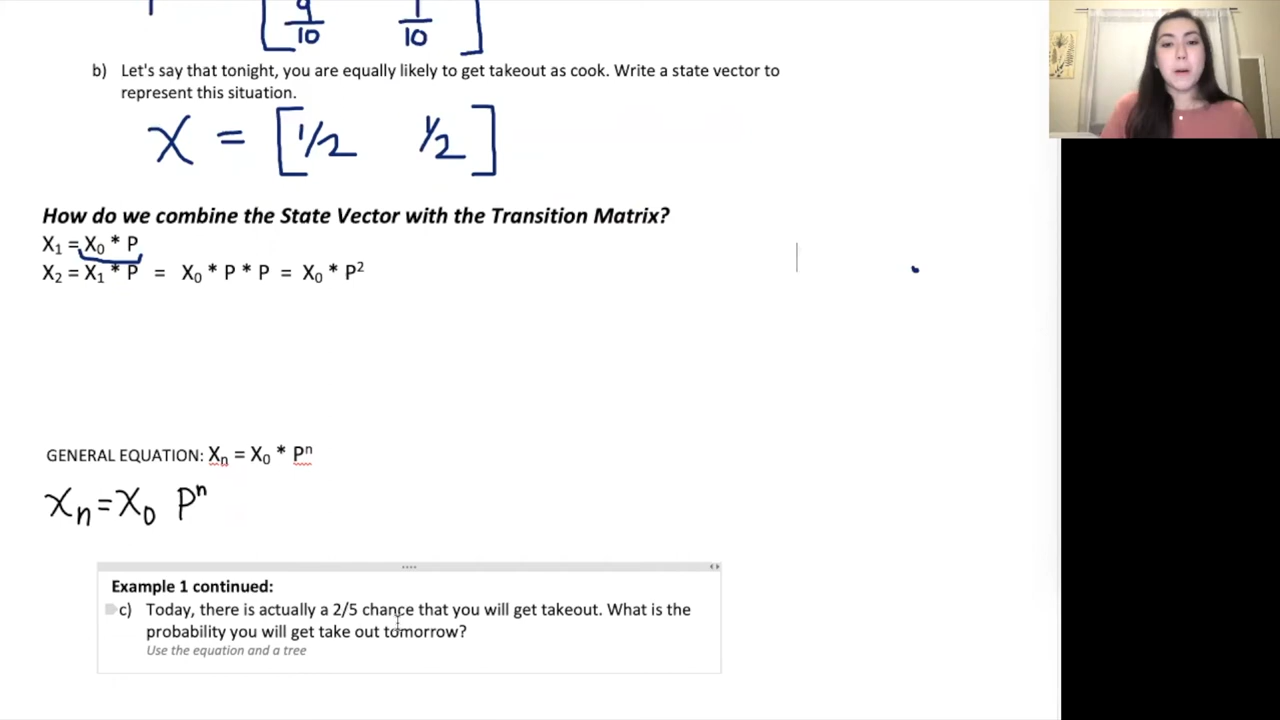 9/10 1/10
b) Let's say that tonight, you are equally likely to get takeout as cook. Write a state vector to
represent this situation.
X = [1/2 1/2]
How do we combine the State Vector with the Transition Matrix?
X₁ = X₀ * P
X₂ = X₁ * P = X₀ * P * P = X₀ * P²
GENERAL EQUATION: Xₙ = X₀ * Pⁿ
Xₙ = X₀ Pⁿ
Example 1 continued:
c) Today, there is actually a 2/5 chance that you will get takeout. What is the
probability you will get take out tomorrow?
Use the equation and a tree